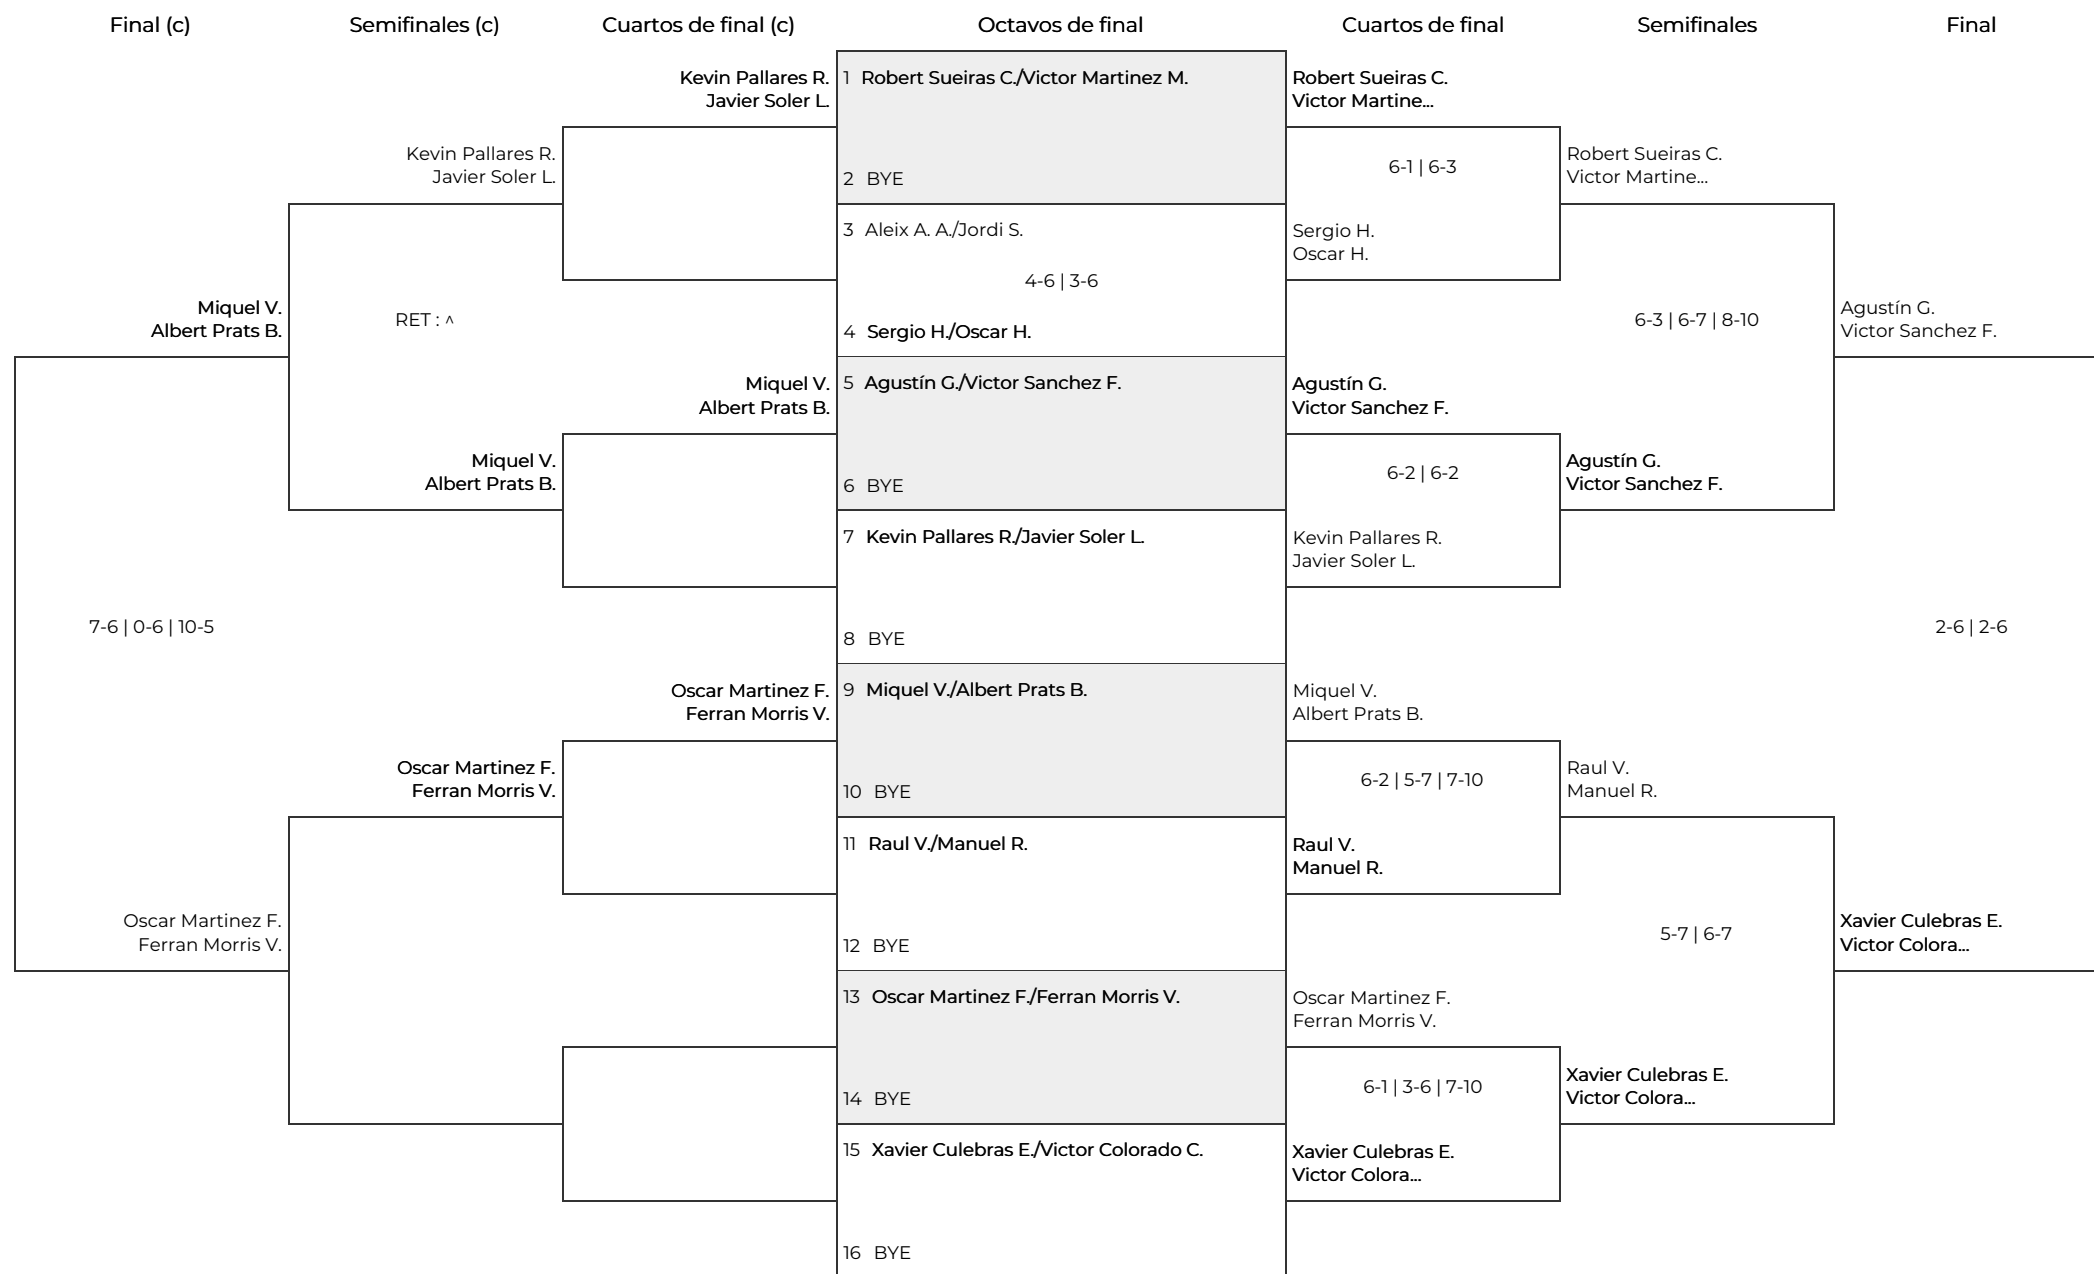 Final (c)
Semifinales (c)
Cuartos de final (c)
Octavos de final
Cuartos de final
Semifinales
Final
Miquel V.
Albert Prats B.
7-6 | 0-6 | 10-5
Oscar Martinez F.
Ferran Morris V.
Kevin Pallares R.
Javier Soler L.
RET : ^
Miquel V.
Albert Prats B.
Oscar Martinez F.
Ferran Morris V.
Kevin Pallares R.
Javier Soler L.
Miquel V.
Albert Prats B.
Oscar Martinez F.
Ferran Morris V.
1 Robert Sueiras C./Victor Martinez M.
2 BYE
3 Aleix A. A./Jordi S.
4-6 | 3-6
4 Sergio H./Oscar H.
5 Agustín G./Victor Sanchez F.
6 BYE
7 Kevin Pallares R./Javier Soler L.
8 BYE
9 Miquel V./Albert Prats B.
10 BYE
11 Raul V./Manuel R.
12 BYE
13 Oscar Martinez F./Ferran Morris V.
14 BYE
15 Xavier Culebras E./Victor Colorado C.
16 BYE
Robert Sueiras C.
Victor Martine...
6-1 | 6-3
Sergio H.
Oscar H.
Agustín G.
Victor Sanchez F.
6-2 | 6-2
Kevin Pallares R.
Javier Soler L.
Miquel V.
Albert Prats B.
6-2 | 5-7 | 7-10
Raul V.
Manuel R.
Oscar Martinez F.
Ferran Morris V.
6-1 | 3-6 | 7-10
Xavier Culebras E.
Victor Colora...
Robert Sueiras C.
Victor Martine...
6-3 | 6-7 | 8-10
Agustín G.
Victor Sanchez F.
Raul V.
Manuel R.
5-7 | 6-7
Xavier Culebras E.
Victor Colora...
Agustín G.
Victor Sanchez F.
2-6 | 2-6
Xavier Culebras E.
Victor Colora...